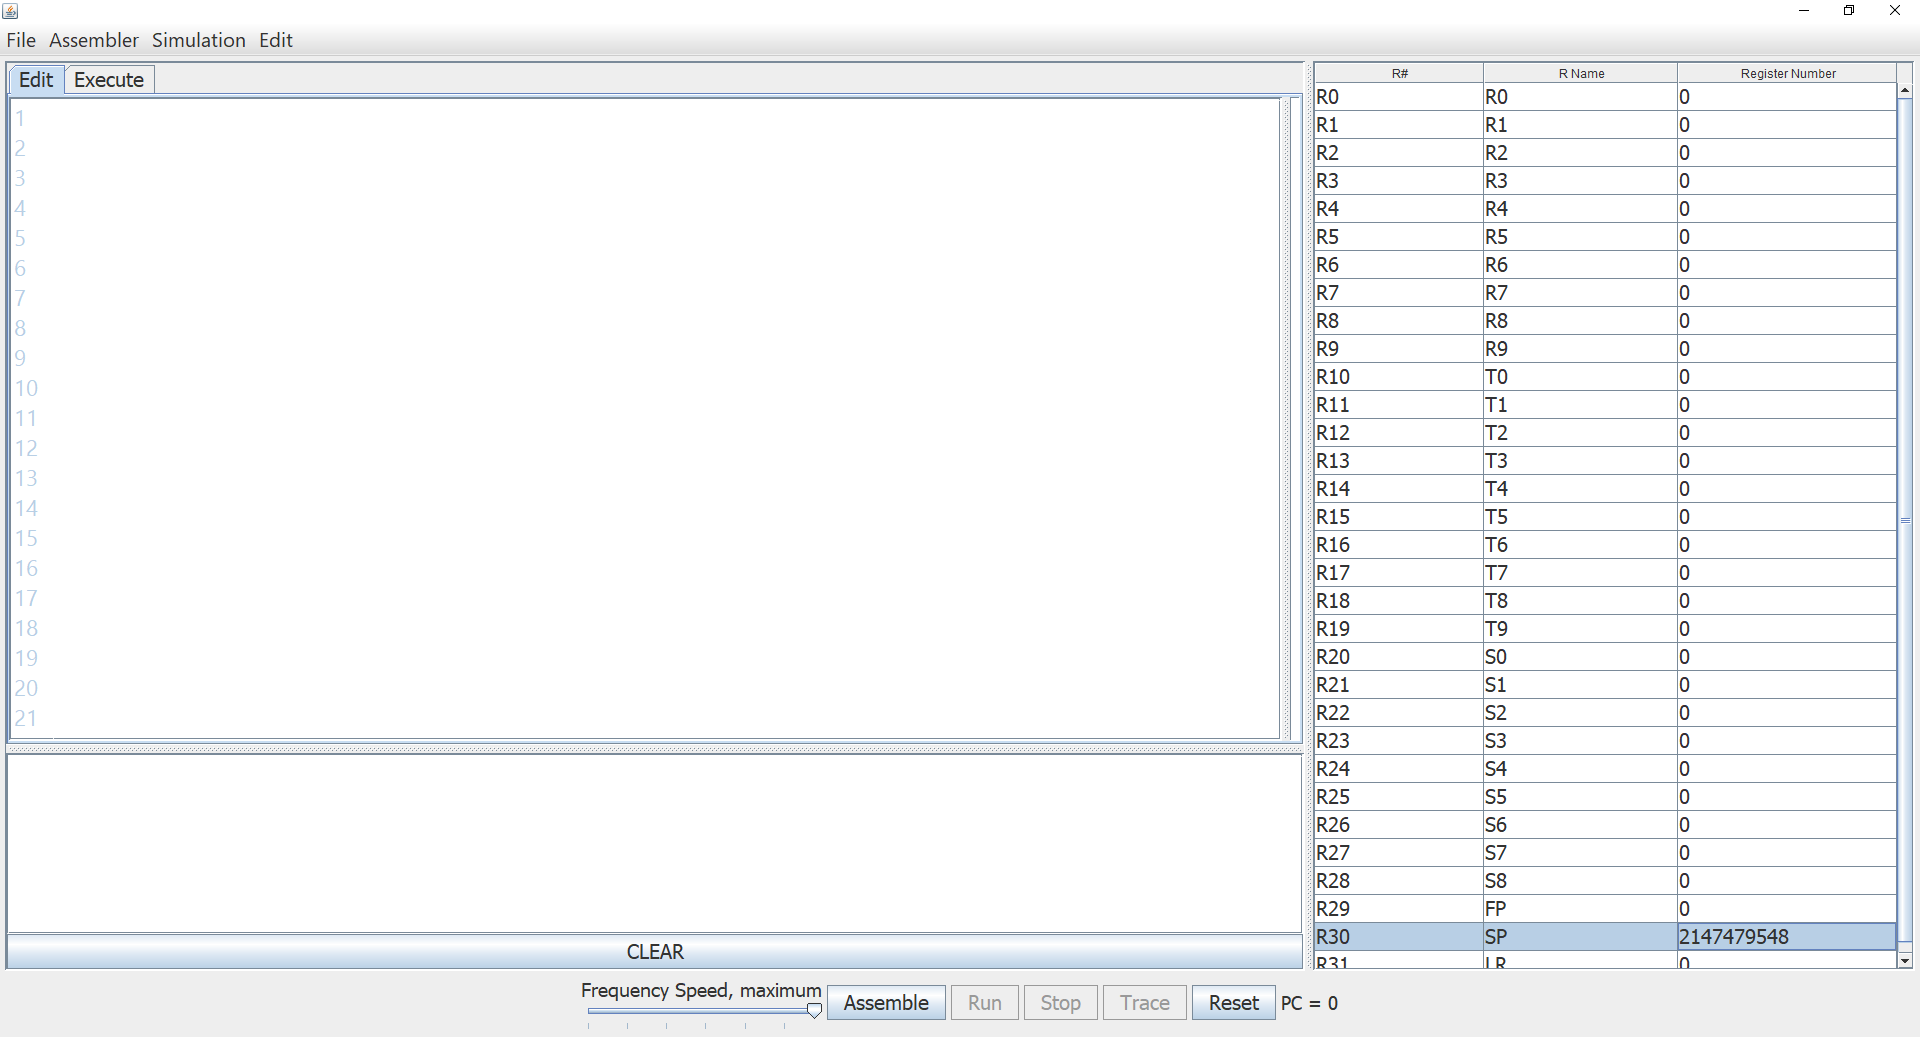 File Assembler Simulation Edit
Edit Execute
1
2
3
4
5
6
7
8
9
10
11
12
13
14
15
16
17
18
19
20
21
CLEAR
R# R Name Register Number
R0 R0 0
R1 R1 0
R2 R2 0
R3 R3 0
R4 R4 0
R5 R5 0
R6 R6 0
R7 R7 0
R8 R8 0
R9 R9 0
R10 T0 0
R11 T1 0
R12 T2 0
R13 T3 0
R14 T4 0
R15 T5 0
R16 T6 0
R17 T7 0
R18 T8 0
R19 T9 0
R20 S0 0
R21 S1 0
R22 S2 0
R23 S3 0
R24 S4 0
R25 S5 0
R26 S6 0
R27 S7 0
R28 S8 0
R29 FP 0
R30 SP 2147479548
R31 LR 0
Frequency Speed, maximum Assemble Run Stop Trace Reset PC = 0